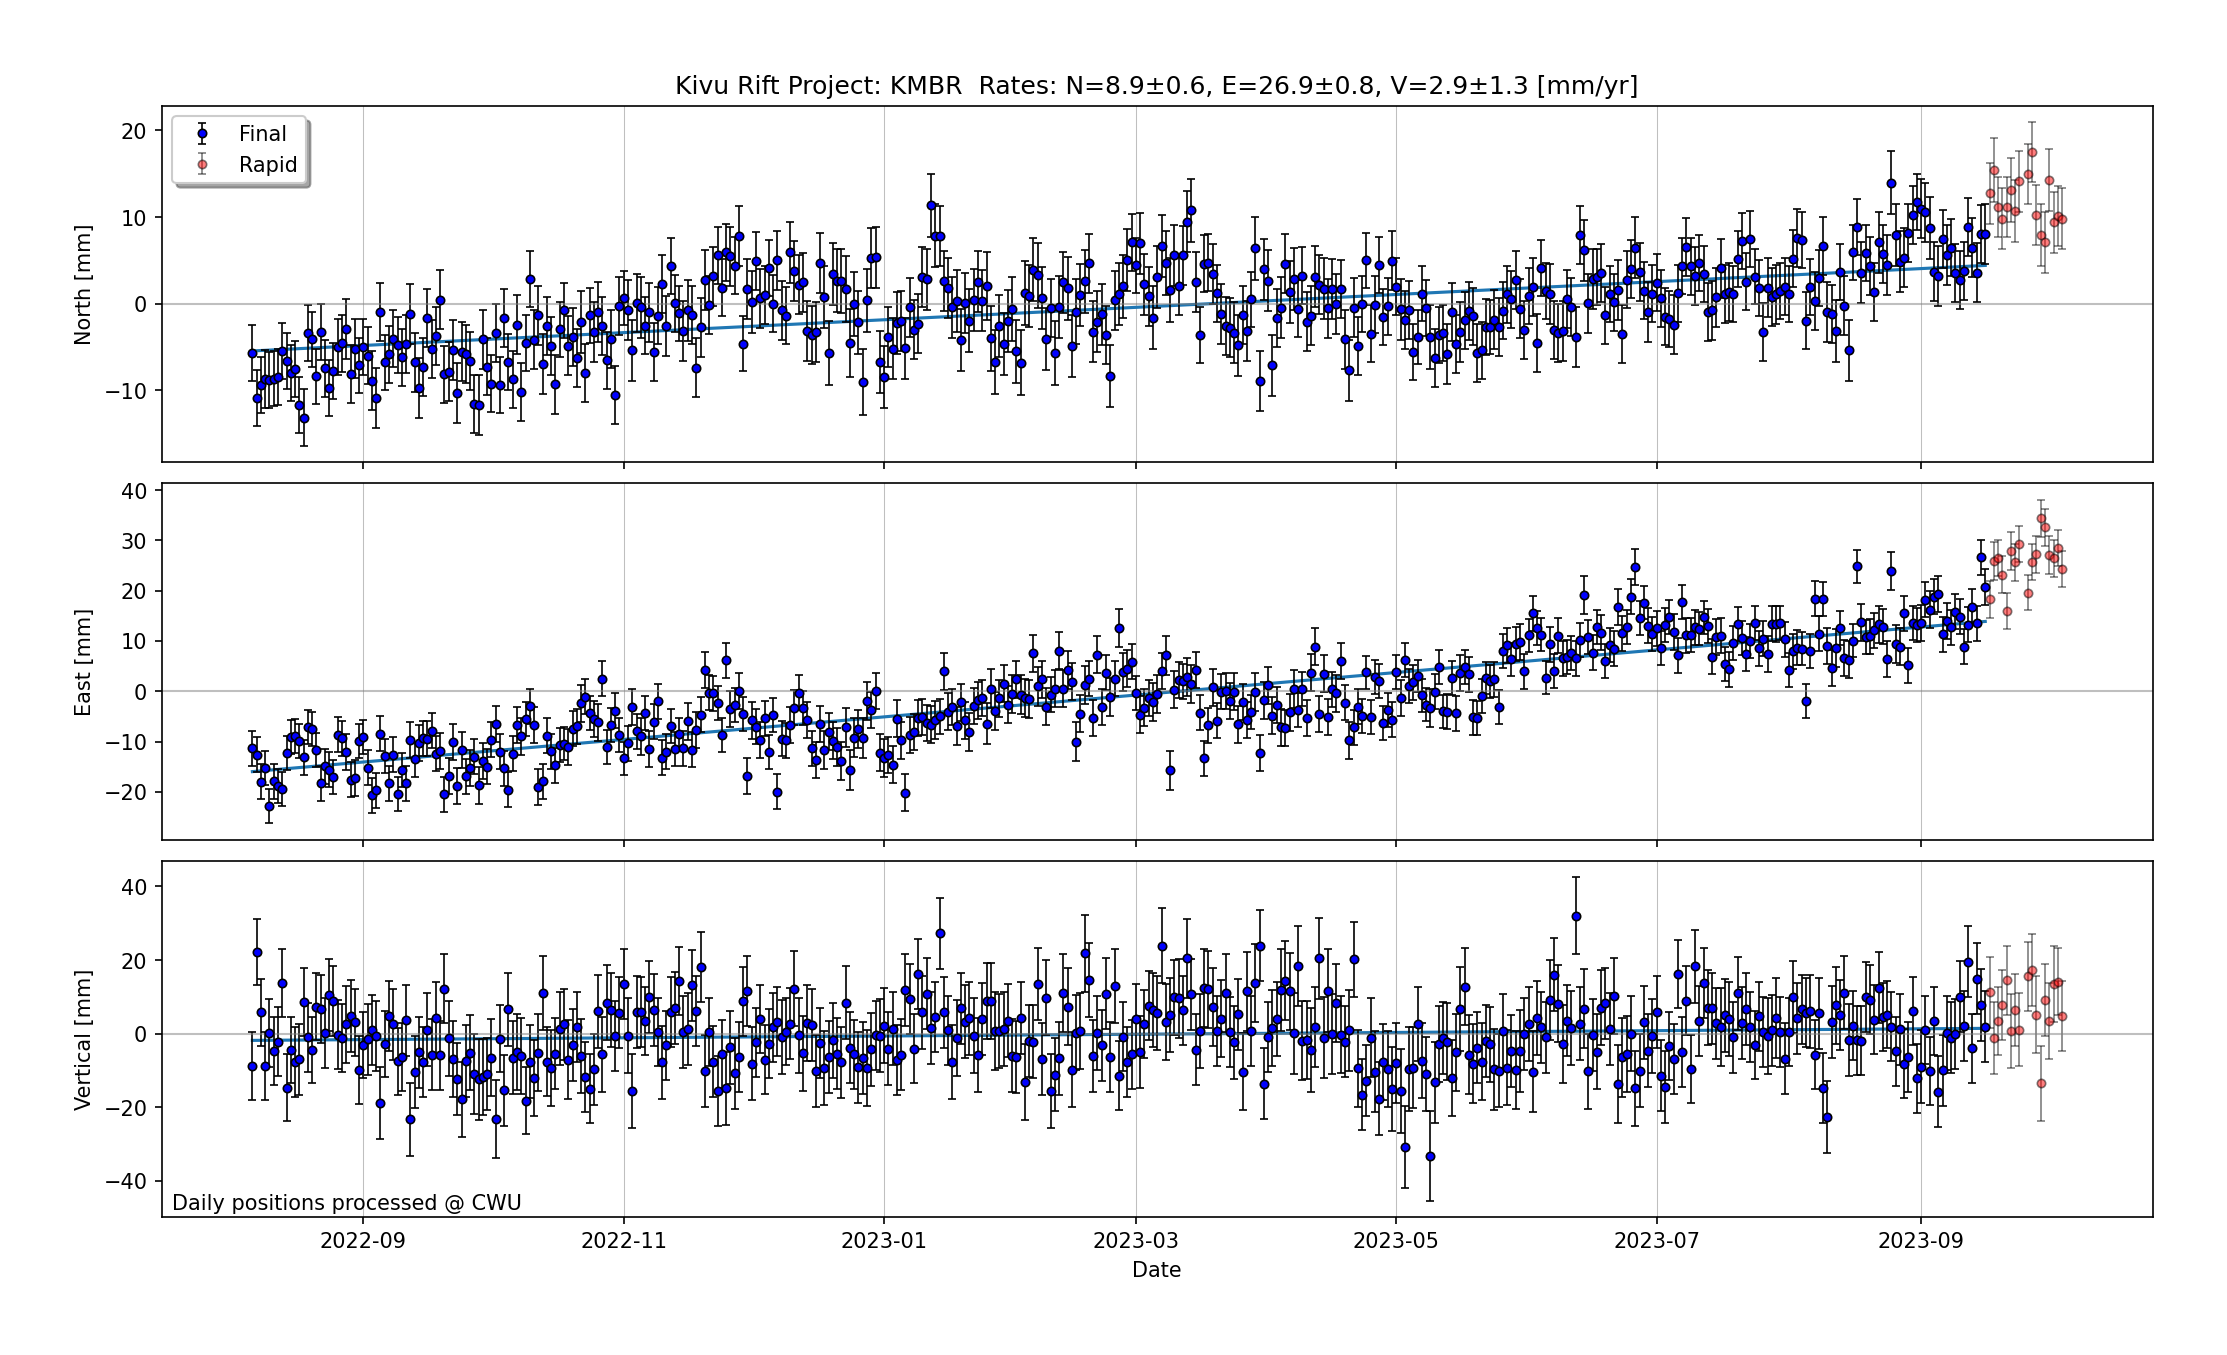 Kivu Rift Project: KMBR  Rates: N=8.9±0.6, E=26.9±0.8, V=2.9±1.3 [mm/yr]
Final
Rapid
North [mm]
20
10
0
−10
East [mm]
40
30
20
10
0
−10
−20
Vertical [mm]
40
20
0
−20
−40
Daily positions processed @ CWU
2022-09 2022-11 2023-01 2023-03 2023-05 2023-07 2023-09
Date